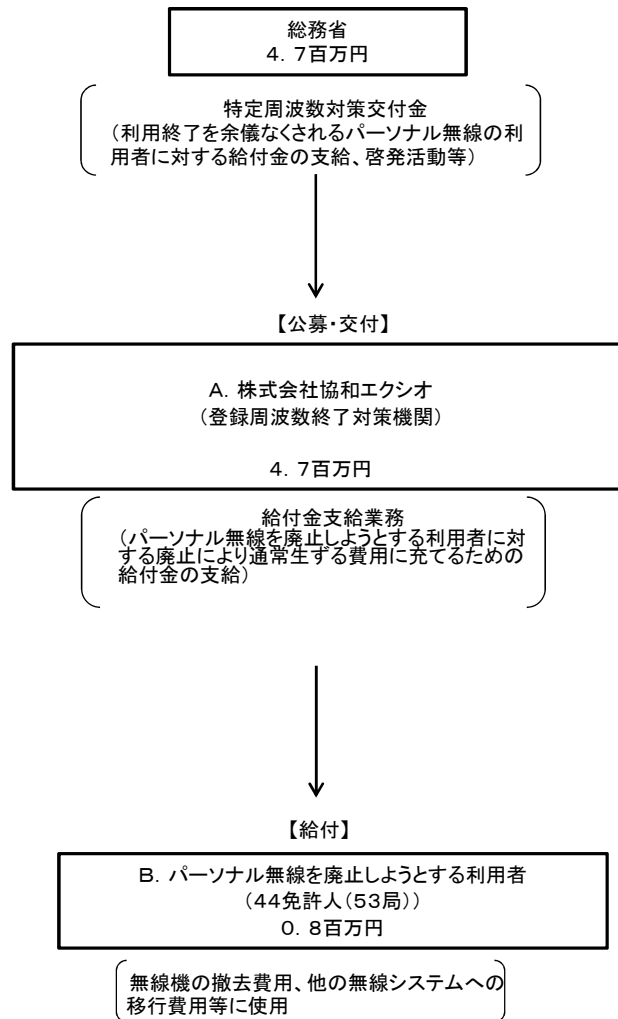 総務省
4.7百万円
特定周波数対策交付金
(利用終了を余儀なくされるパーソナル無線の利
用者に対する給付金の支給、啓発活動等)
【公募・交付】
A.株式会社協和エクシオ
(登録周波数終了対策機関)
4.7百万円
給付金支給業務
(パーソナル無線を廃止しようとする利用者に対
する廃止により通常生ずる費用に充てるための
給付金の支給)
【給付】
B.パーソナル無線を廃止しようとする利用者
(44免許人(53局))
0.8百万円
無線機の撤去費用、他の無線システムへの
移行費用等に使用